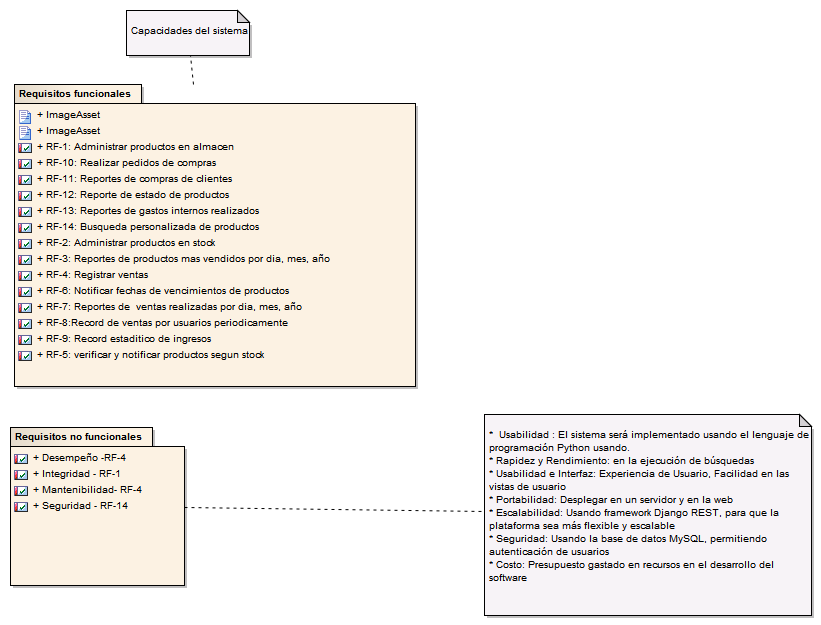 Capacidades del sistema
Requisitos funcionales
+ ImageAsset
+ ImageAsset
+ RF-1: Administrar productos en almacen
+ RF-10: Realizar pedidos de compras
+ RF-11: Reportes de compras de clientes
+ RF-12: Reporte de estado de productos
+ RF-13: Reportes de gastos internos realizados
+ RF-14: Busqueda personalizada de productos
+ RF-2: Administrar productos en stock
+ RF-3: Reportes de productos mas vendidos por dia, mes, año
+ RF-4: Registrar ventas
+ RF-6: Notificar fechas de vencimientos de productos
+ RF-7: Reportes de  ventas realizadas por dia, mes, año
+ RF-8:Record de ventas por usuarios periodicamente
+ RF-9: Record estaditico de ingresos
+ RF-5: verificar y notificar productos segun stock
Requisitos no funcionales
+ Desempeño -RF-4
+ Integridad - RF-1
+ Mantenibilidad- RF-4
+ Seguridad - RF-14
*  Usabilidad : El sistema será implementado usando el lenguaje de
programación Python usando.
* Rapidez y Rendimiento: en la ejecución de búsquedas
* Usabilidad e Interfaz: Experiencia de Usuario, Facilidad en las
vistas de usuario
* Portabilidad: Desplegar en un servidor y en la web
* Escalabilidad: Usando framework Django REST, para que la
plataforma sea más flexible y escalable
* Seguridad: Usando la base de datos MySQL, permitiendo
autenticación de usuarios
* Costo: Presupuesto gastado en recursos en el desarrollo del
software